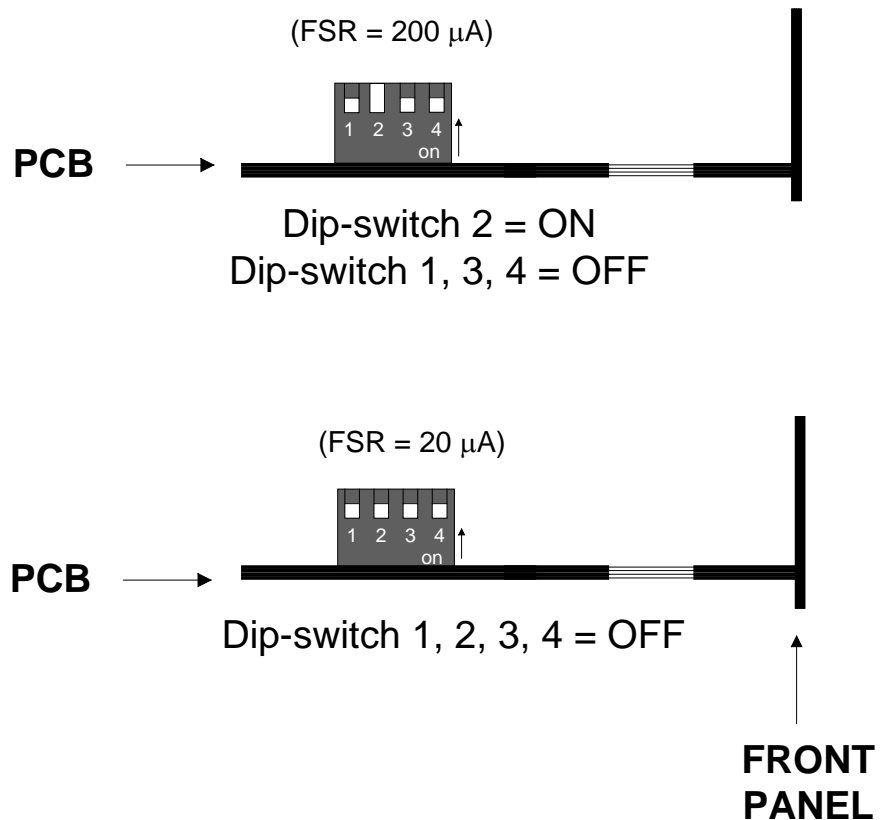 (FSR = 200 μA)
1 2 3 4
on
PCB
Dip-switch 2 = ON
Dip-switch 1, 3, 4 = OFF
(FSR = 20 μA)
1 2 3 4
on
PCB
Dip-switch 1, 2, 3, 4 = OFF
FRONT
PANEL